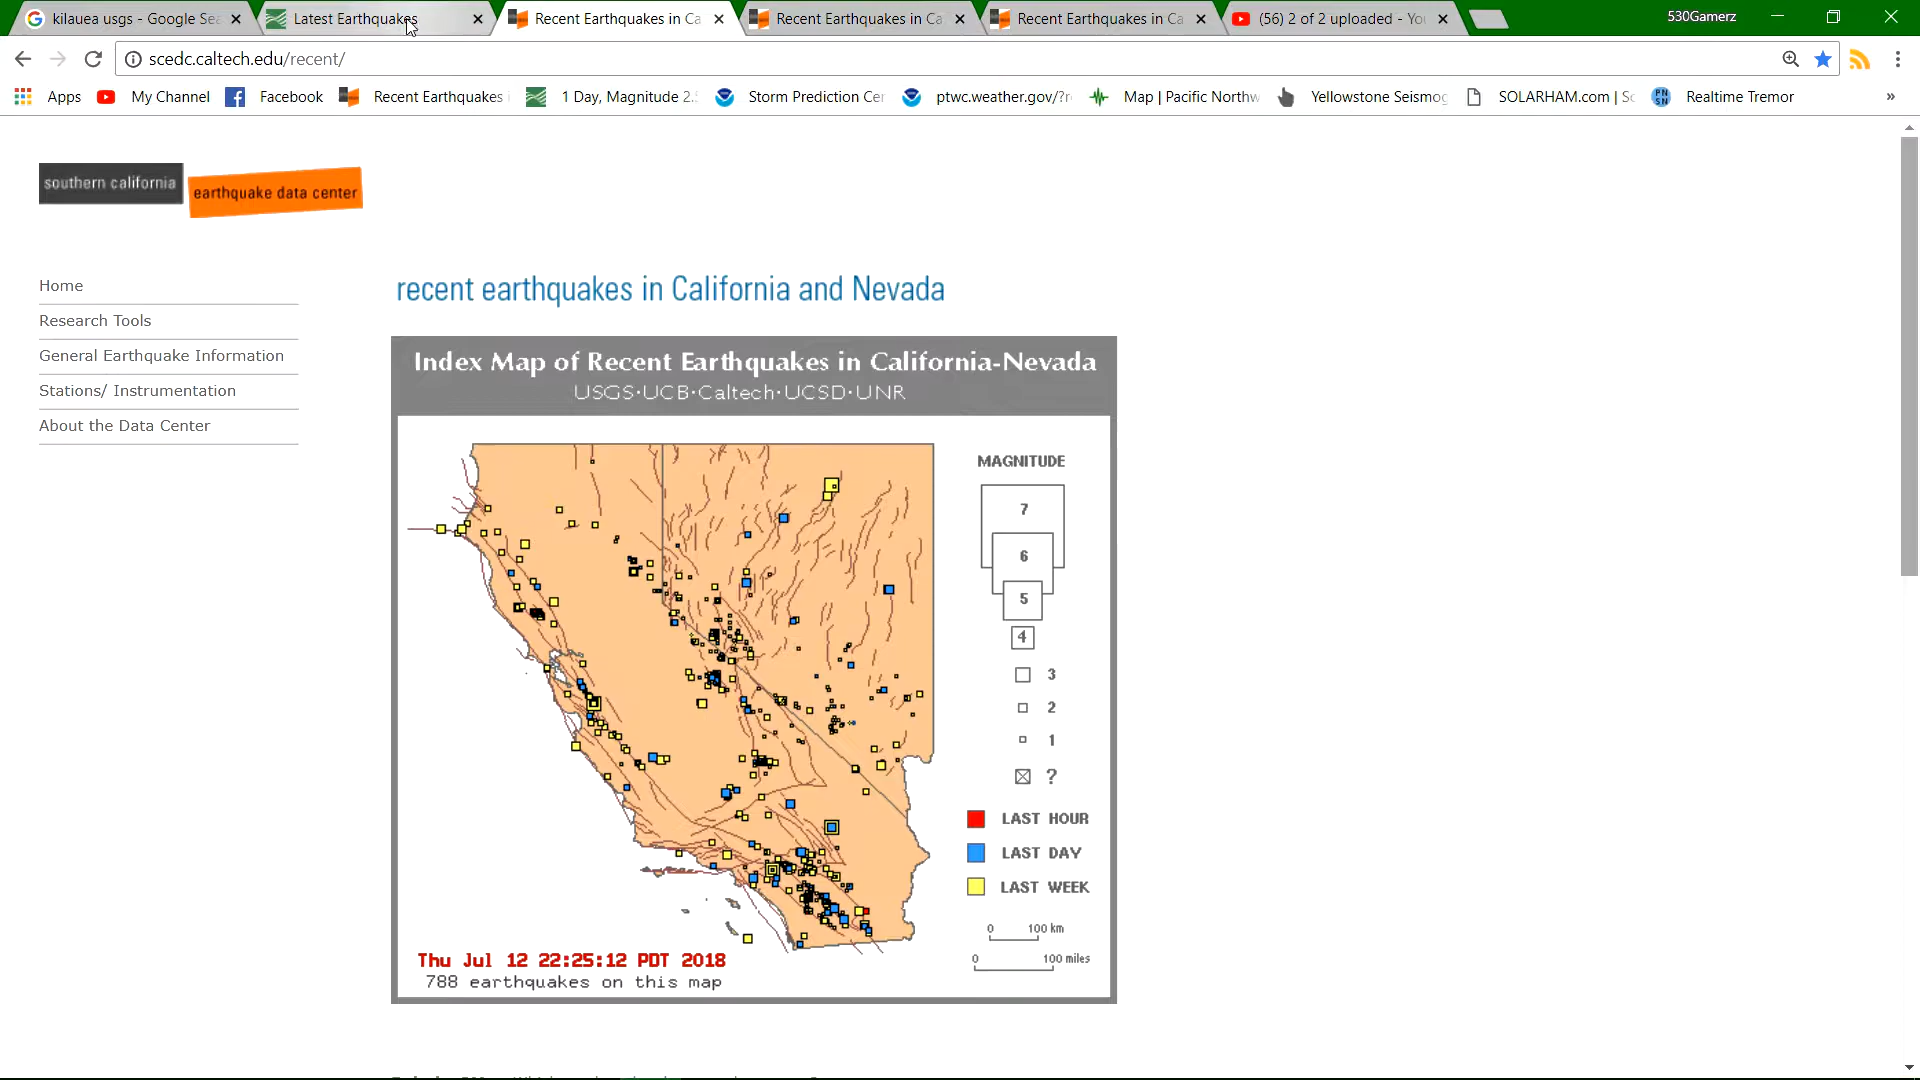 kilauea usgs - Google Sea
Latest Earthquakes
Recent Earthquakes in Ca
Recent Earthquakes in Ca
Recent Earthquakes in Ca
(56) 2 of 2 uploaded - You
530Gamerz
scedc.caltech.edu/recent/
Apps
My Channel
Facebook
Recent Earthquakes i
1 Day, Magnitude 2.
Storm Prediction Cen
ptwc.weather.gov/?r
Map | Pacific Northw
Yellowstone Seismog
SOLARHAM.com | So
PN
SN
Realtime Tremor
»
southern california
earthquake data center
Home
Research Tools
General Earthquake Information
Stations/ Instrumentation
About the Data Center
recent earthquakes in California and Nevada
Index Map of Recent Earthquakes in California-Nevada
USGS·UCB·Caltech·UCSD·UNR
MAGNITUDE
7
6
5
4
3
2
1
?
LAST HOUR
LAST DAY
LAST WEEK
0 100 km
0 100 miles
Thu Jul 12 22:25:12 PDT 2018
788 earthquakes on this map